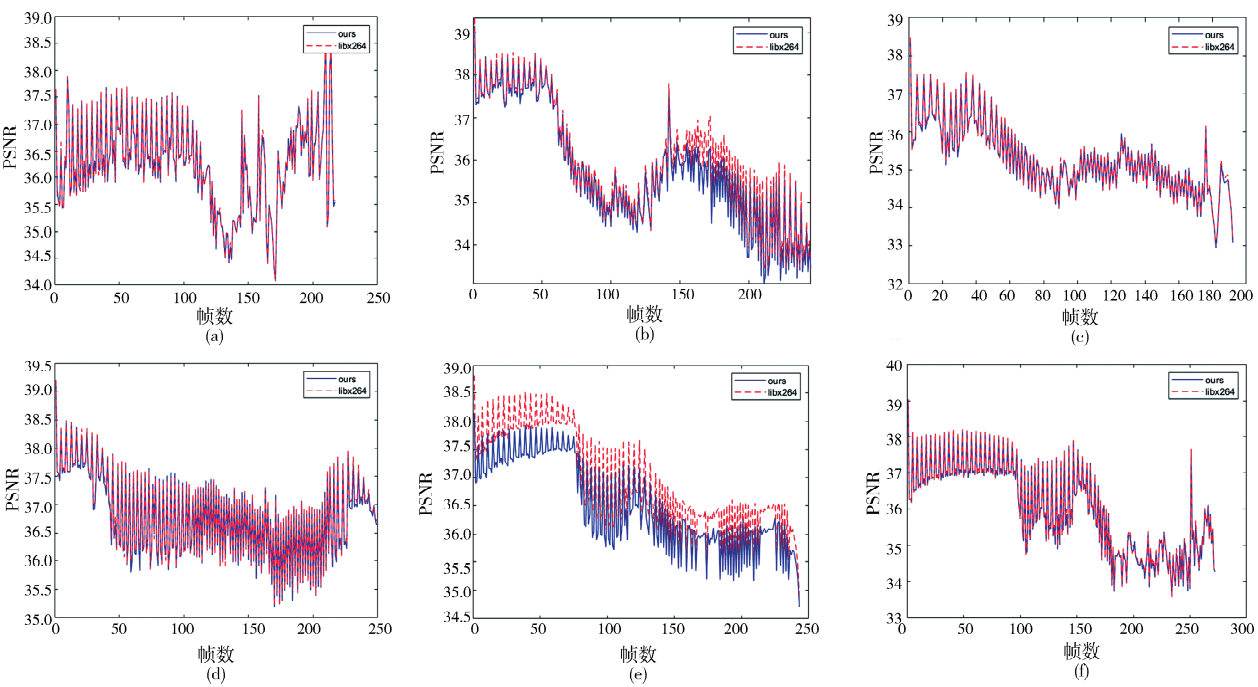 39.0
38.5
38.0
37.5
37.0
36.5
36.0
35.5
35.0
34.5
34.0
PSNR
ours
libx264
0 50 100 150 200 250
帧数
(a)
39
38
37
36
35
34
PSNR
ours
libx264
0 50 100 150 200
帧数
(b)
39
37
36
35
34
33
32
PSNR
ours
libx264
0 20 40 60 80 100 120 140 160 180 200
帧数
(c)
39.5
39.0
38.5
38.0
37.5
37.0
36.5
36.0
35.5
35.0
PSNR
ours
libx264
0 50 100 150 200 250
帧数
(d)
39.0
38.5
38.0
37.5
37.0
36.5
36.0
35.5
35.0
34.5
PSNR
ours
libx264
0 50 100 150 200 250
帧数
(e)
40
39
38
37
36
35
34
33
PSNR
ours
libx264
0 50 100 150 200 250 300
帧数
(f)